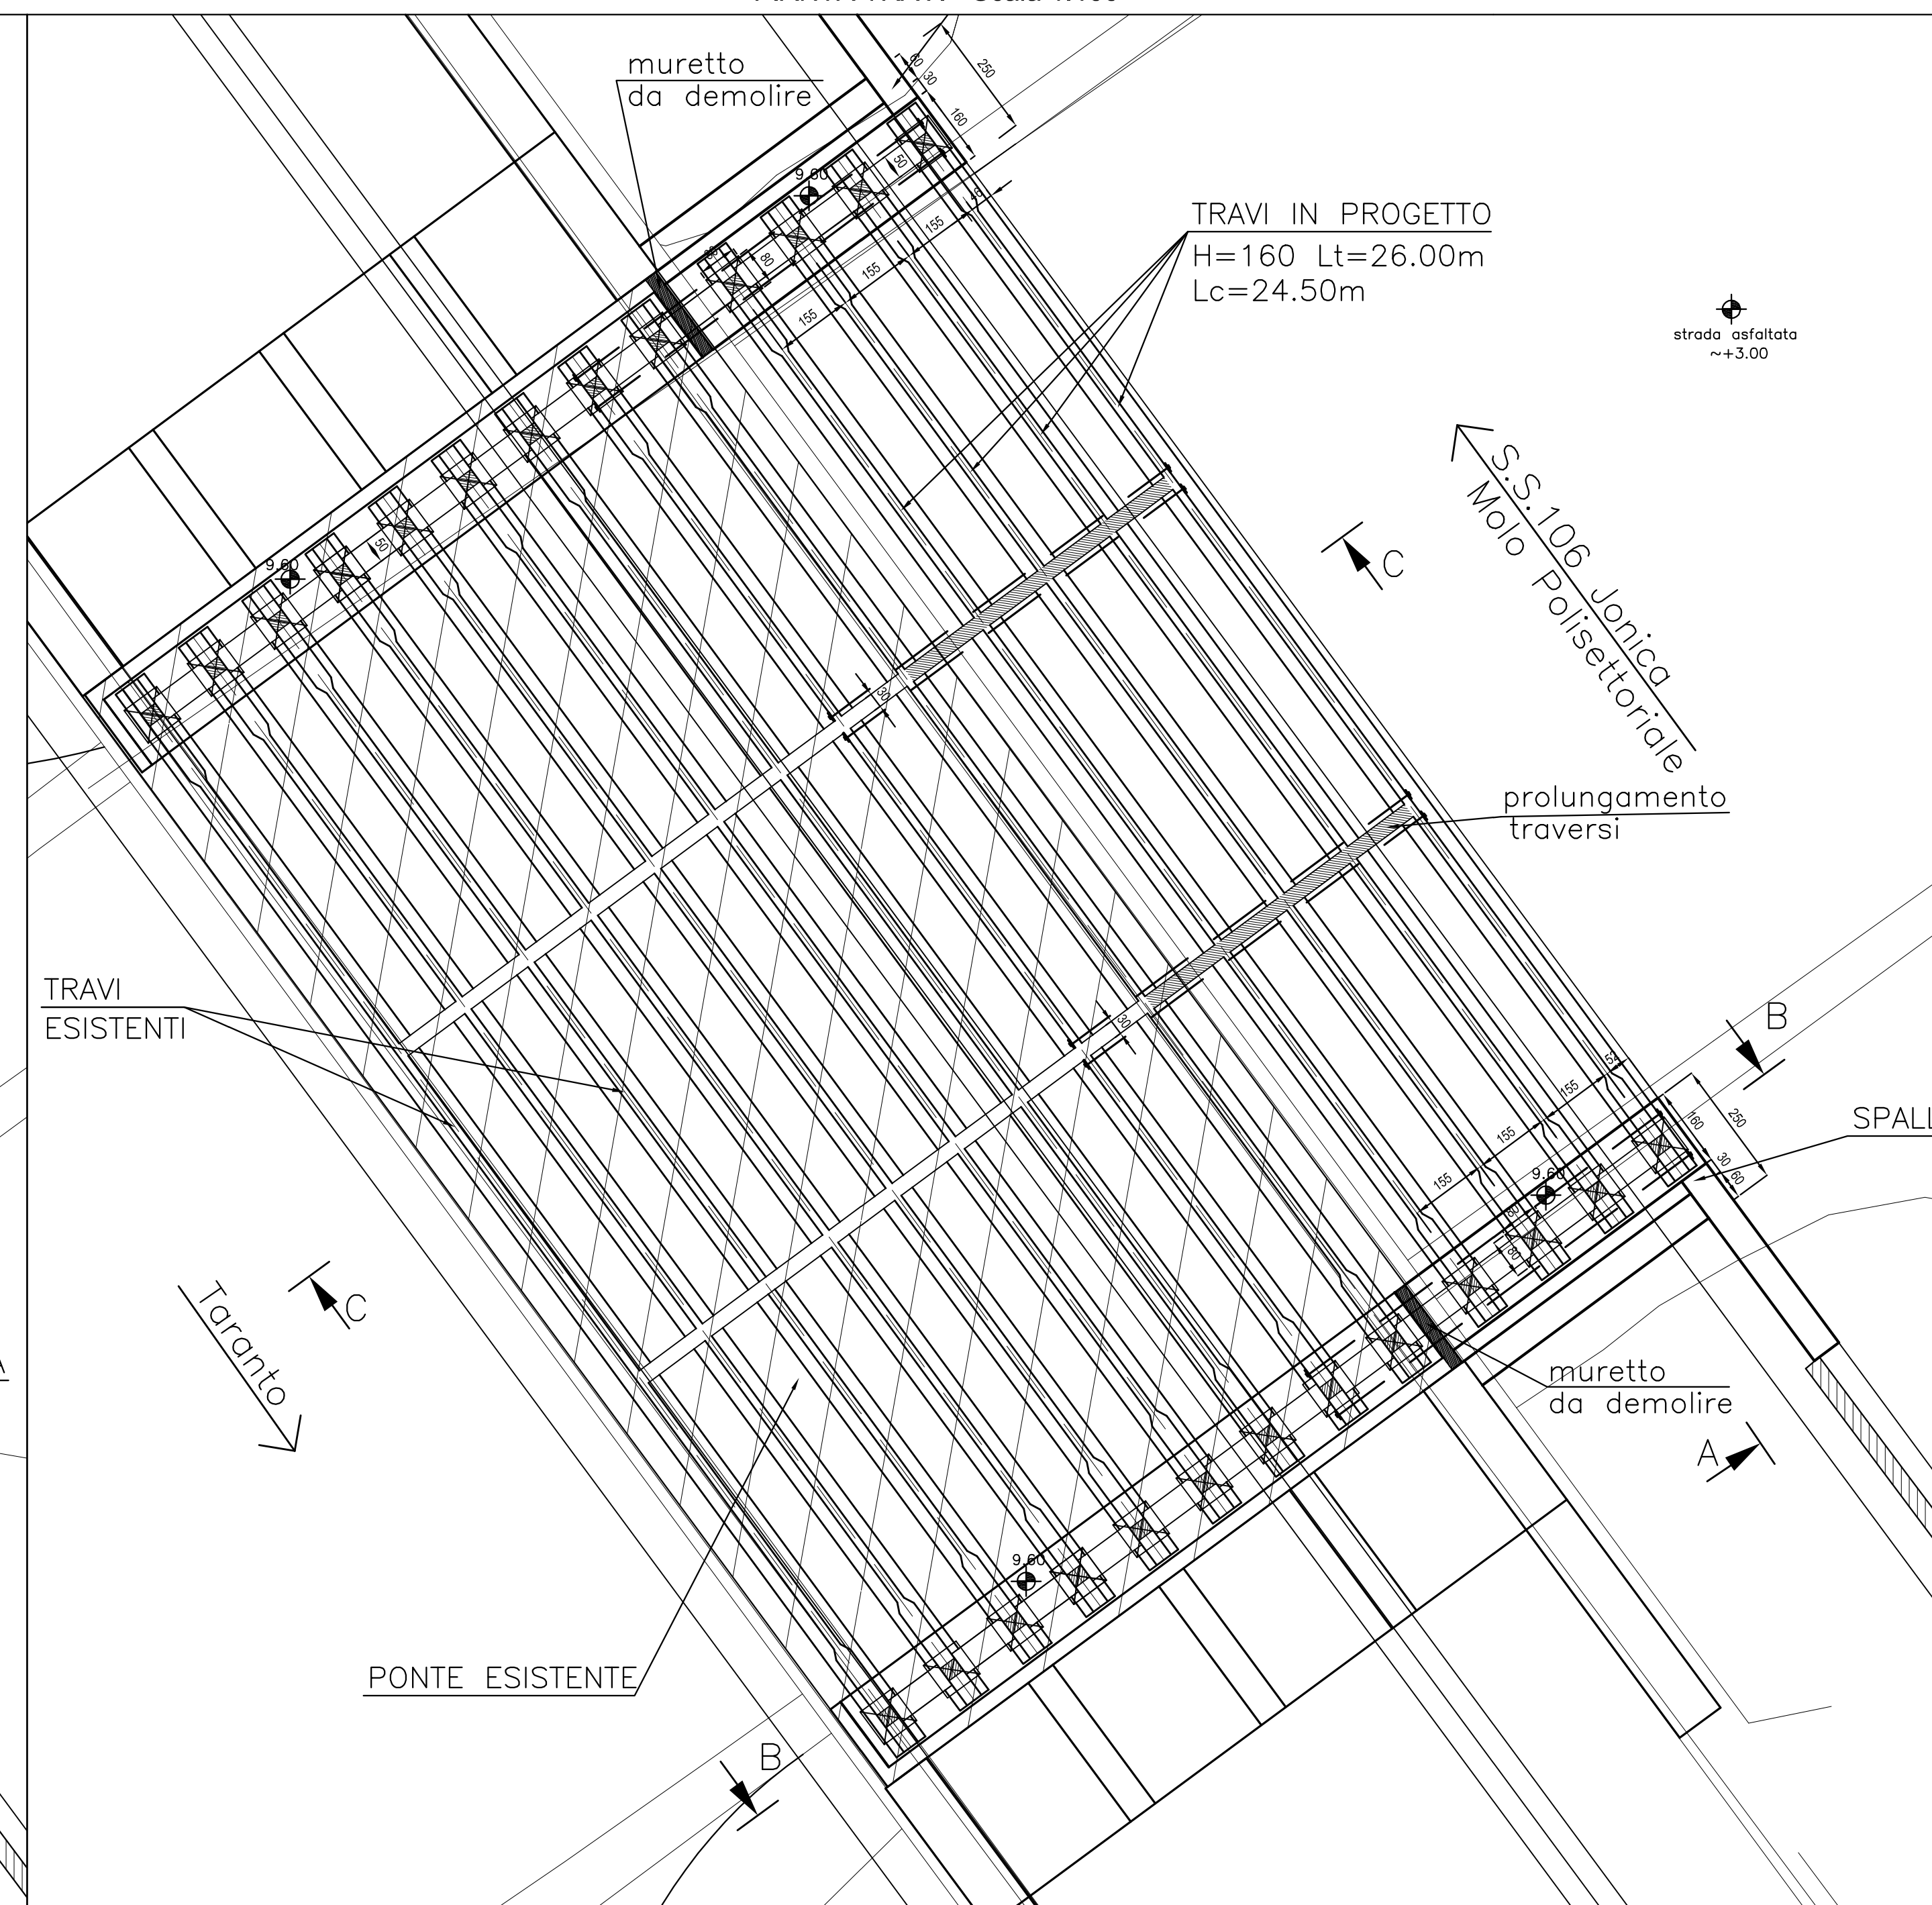 muretto
da demolire
60
30
250
160
50
9.60
80
155
155
155
TRAVI IN PROGETTO
H=160 Lt=26.00m
Lc=24.50m
strada asfaltata
~+3.00
S.S.106 Jonica
Molo Polisettoriale
C
50
9.60
30
prolungamento
traversi
TRAVI
ESISTENTI
30
B
SPALL
52
155
155
155
160
250
30
60
9.60
80
80
Taranto
C
muretto
da demolire
A
9.60
PONTE ESISTENTE
B